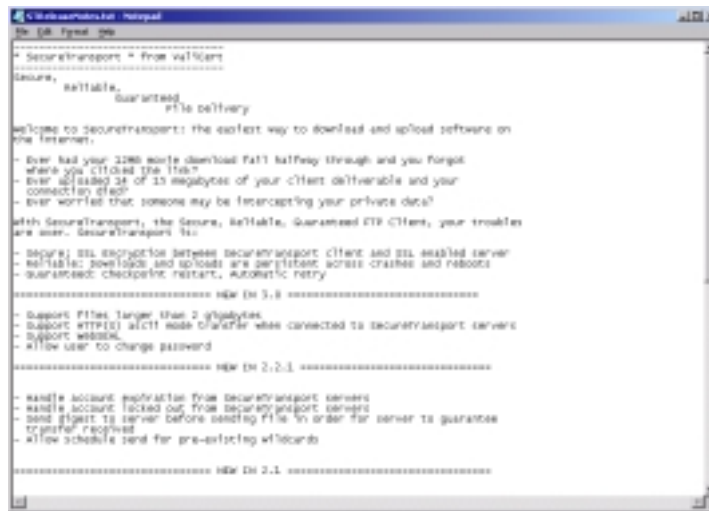 STReleaseNotes.txt - Notepad
File Edit Format Help
-----------------------------------
* SecureTransport * from ValiCert
-----------------------------------
Secure,
Reliable,
Guaranteed
File Delivery
Welcome to SecureTransport: the easiest way to download and upload software on
the Internet.
- Ever had your 12MB movie download fail halfway through and you forgot
where you clicked the link?
- Ever uploaded 14 of 15 megabytes of your client deliverable and your
connection died?
- Ever worried that someone may be intercepting your private data?
With SecureTransport, the Secure, Reliable, Guaranteed FTP Client, your troubles
are over. SecureTransport is:
- Secure: SSL Encryption between SecureTransport client and SSL enabled server
- Reliable: Downloads and uploads are persistent across crashes and reboots
- Guaranteed: Checkpoint restart, Automatic retry
================================== NEW IN 3.0 ==================================
- Support files larger than 2 gigabytes
- Support HTTP(S) ascii mode transfer when connected to SecureTransport servers
- Support WebSEAL
- Allow user to change password
================================== NEW IN 2.2.1 ==================================
- Handle account expiration from SecureTransport servers
- Handle account locked out from SecureTransport servers
- Send digest to server before sending file in order for server to guarantee
transfer received
- Allow schedule send for pre-existing wildcards
================================== NEW IN 2.1 ==================================